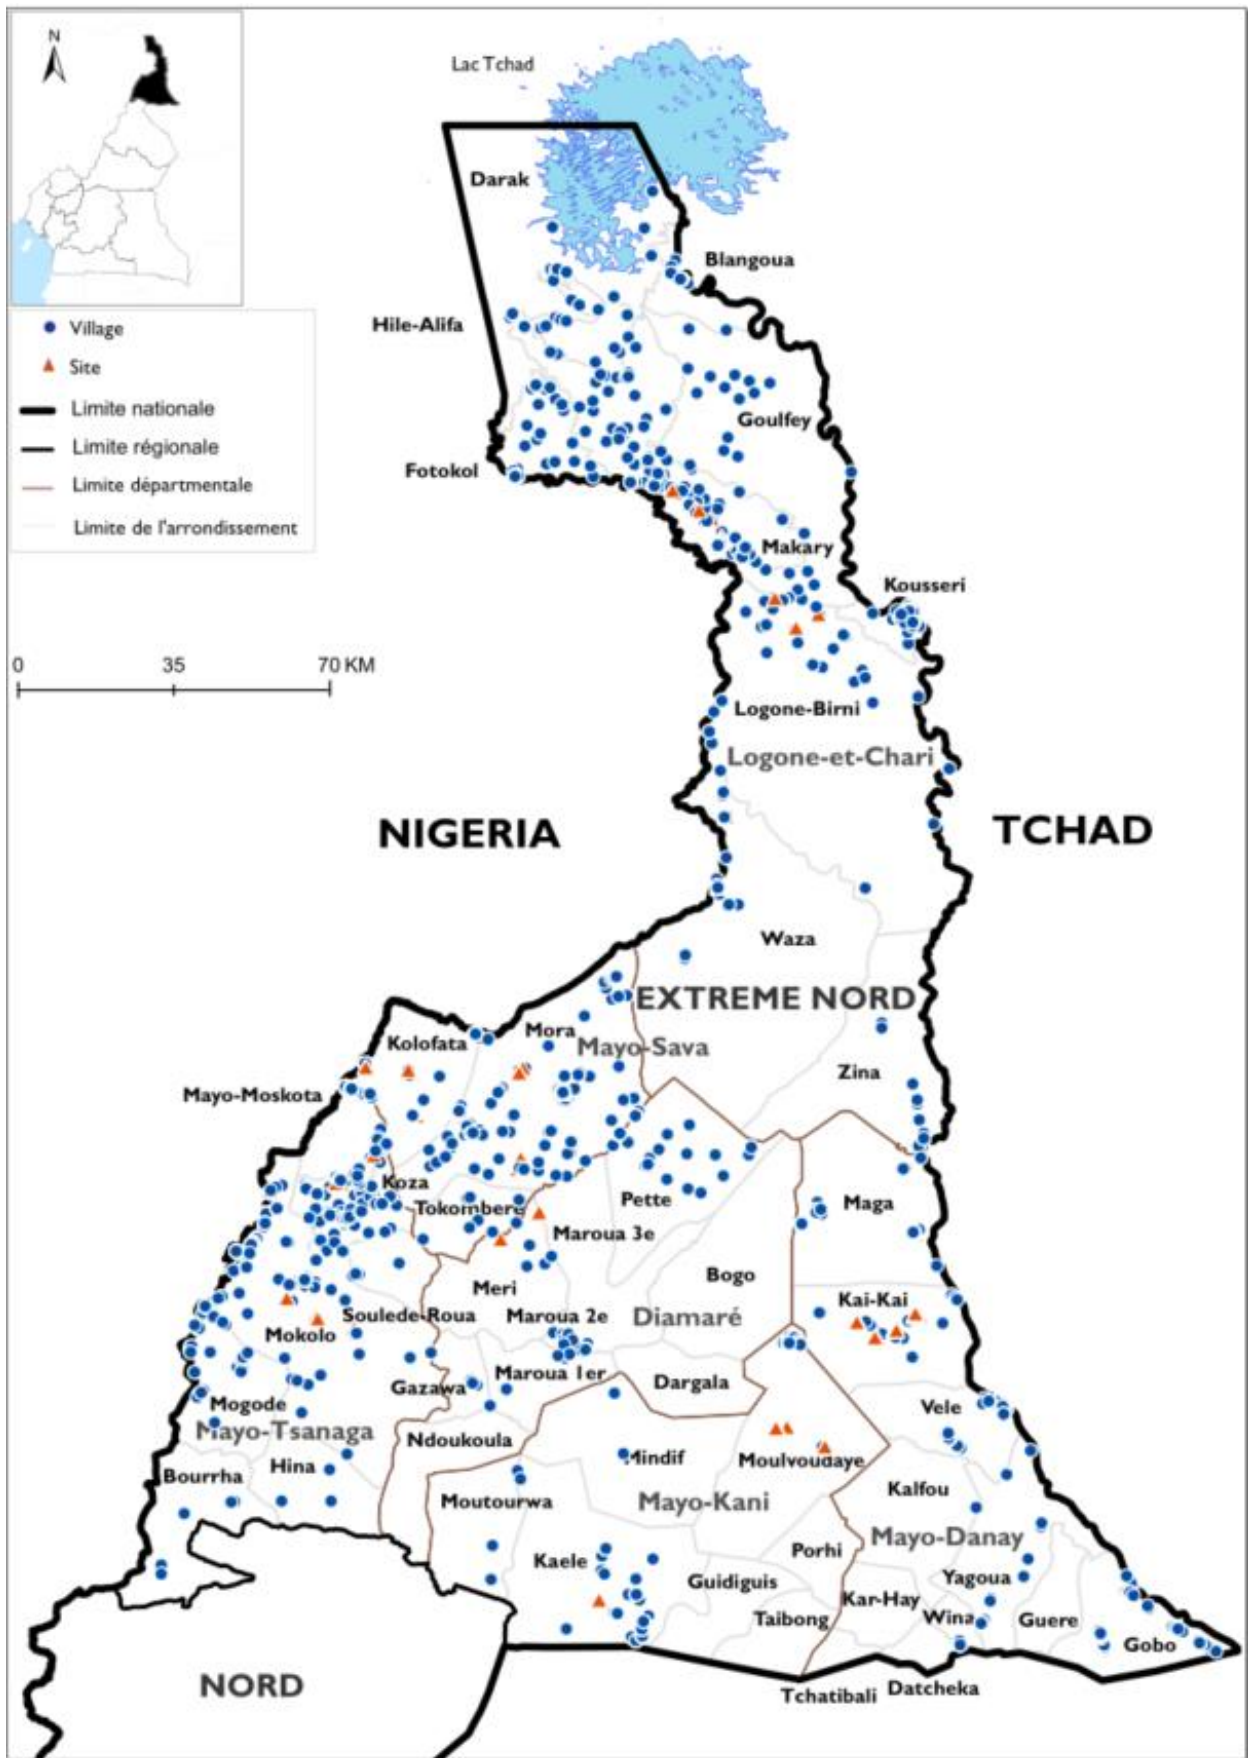 N
Lac Tchad
Darak
Blangoua
Hile-Alifa
Village
Site
Limite nationale
Limite régionale
Limite départmentale
Limite de l'arrondissement
Goulfey
Fotokol
Makary
Kousseri
0 35 70 KM
Logone-Birni
Logone-et-Chari
NIGERIA
TCHAD
Waza
EXTREME NORD
Mora
Kolofata
Mayo-Sava
Zina
Mayo-Moskota
Koza
Tokombere
Pette
Maga
Maroua 3e
Bogo
Meri
Kai-Kai
Soulede-Roua
Maroua 2e
Diamaré
Mokolo
Maroua 1er
Dargala
Gazawa
Mogode
Vele
Mayo-Tsanaga
Ndoukoula
Mindif
Moulvoudaye
Bourrha
Hina
Kalfou
Moutourwa
Mayo-Kani
Mayo-Danay
Porhi
Kaele
Guidiguis
Yagoua
Kar-Hay
Taibong
Wina
Guere
Gobo
NORD
Tchatibali
Datcheka